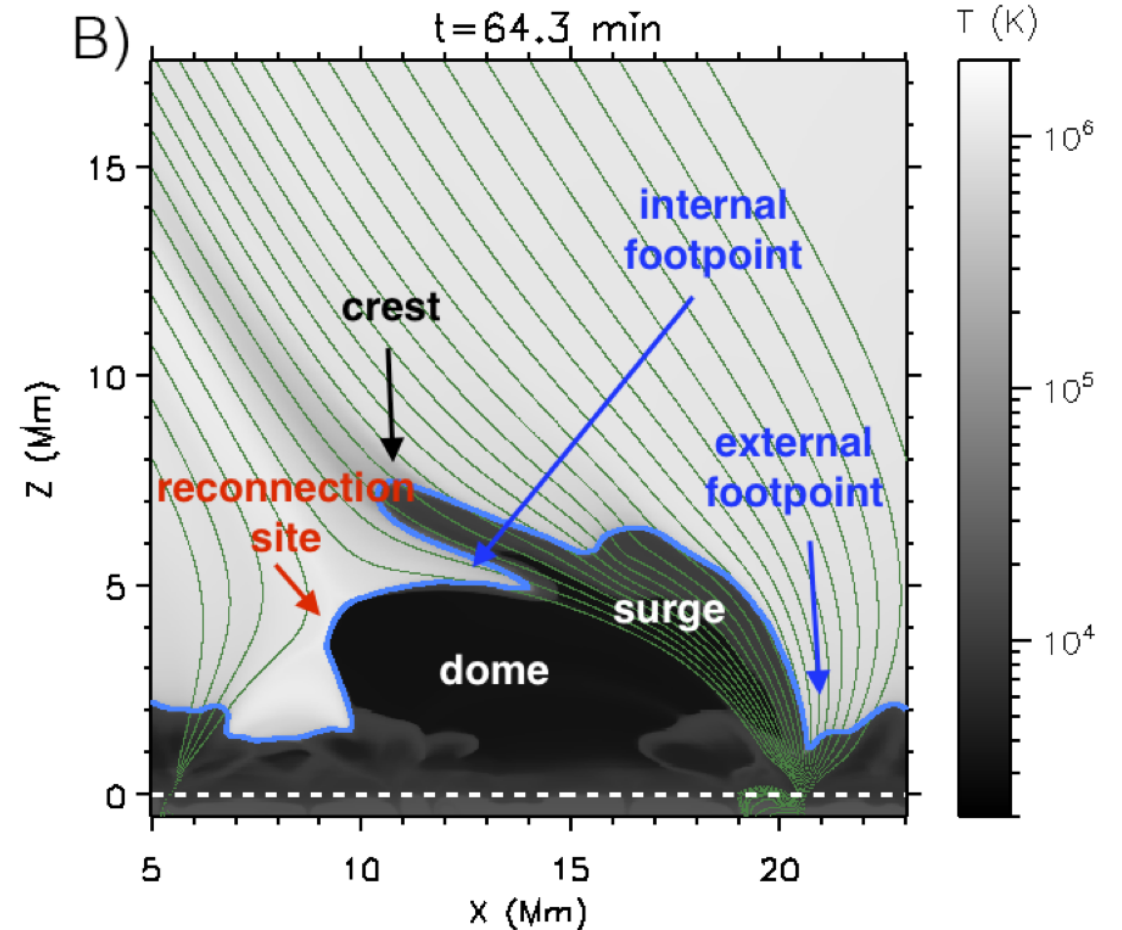 B)
t=64.3 min
T (K)
internal
footpoint
crest
external
footpoint
reconnection
site
surge
dome
15
10
5
0
Z (Mm)
5
10
15
20
X (Mm)
10⁶
10⁵
10⁴